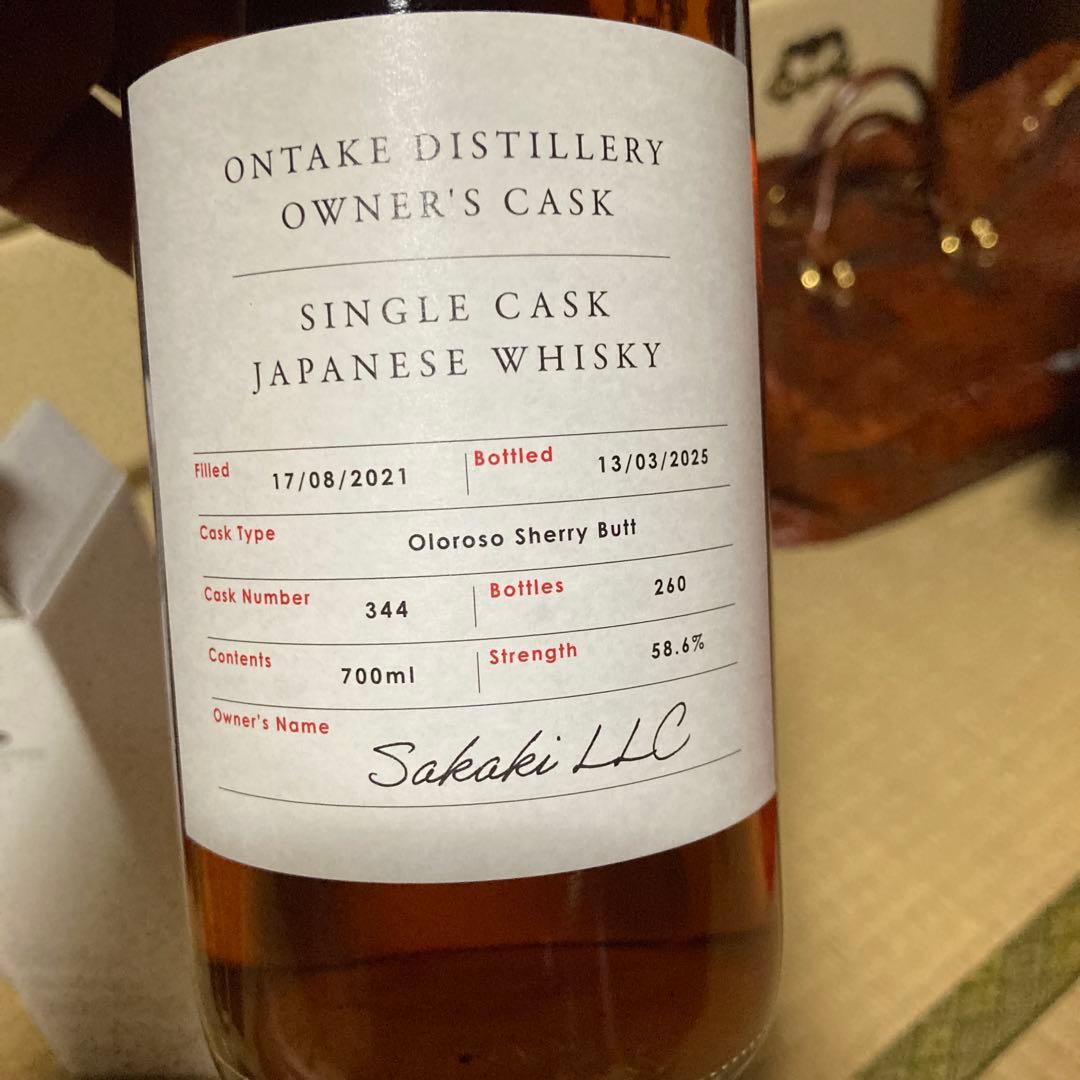 ONTAKE DISTILLERY
OWNER'S CASK
SINGLE CASK
JAPANESE WHISKY
Filled 17/08/2021 Bottled 13/03/2025
Cask Type Oloroso Sherry Butt
Cask Number 344 Bottles 260
Contents 700ml Strength 58.6%
Owner's Name Sakaki LLC